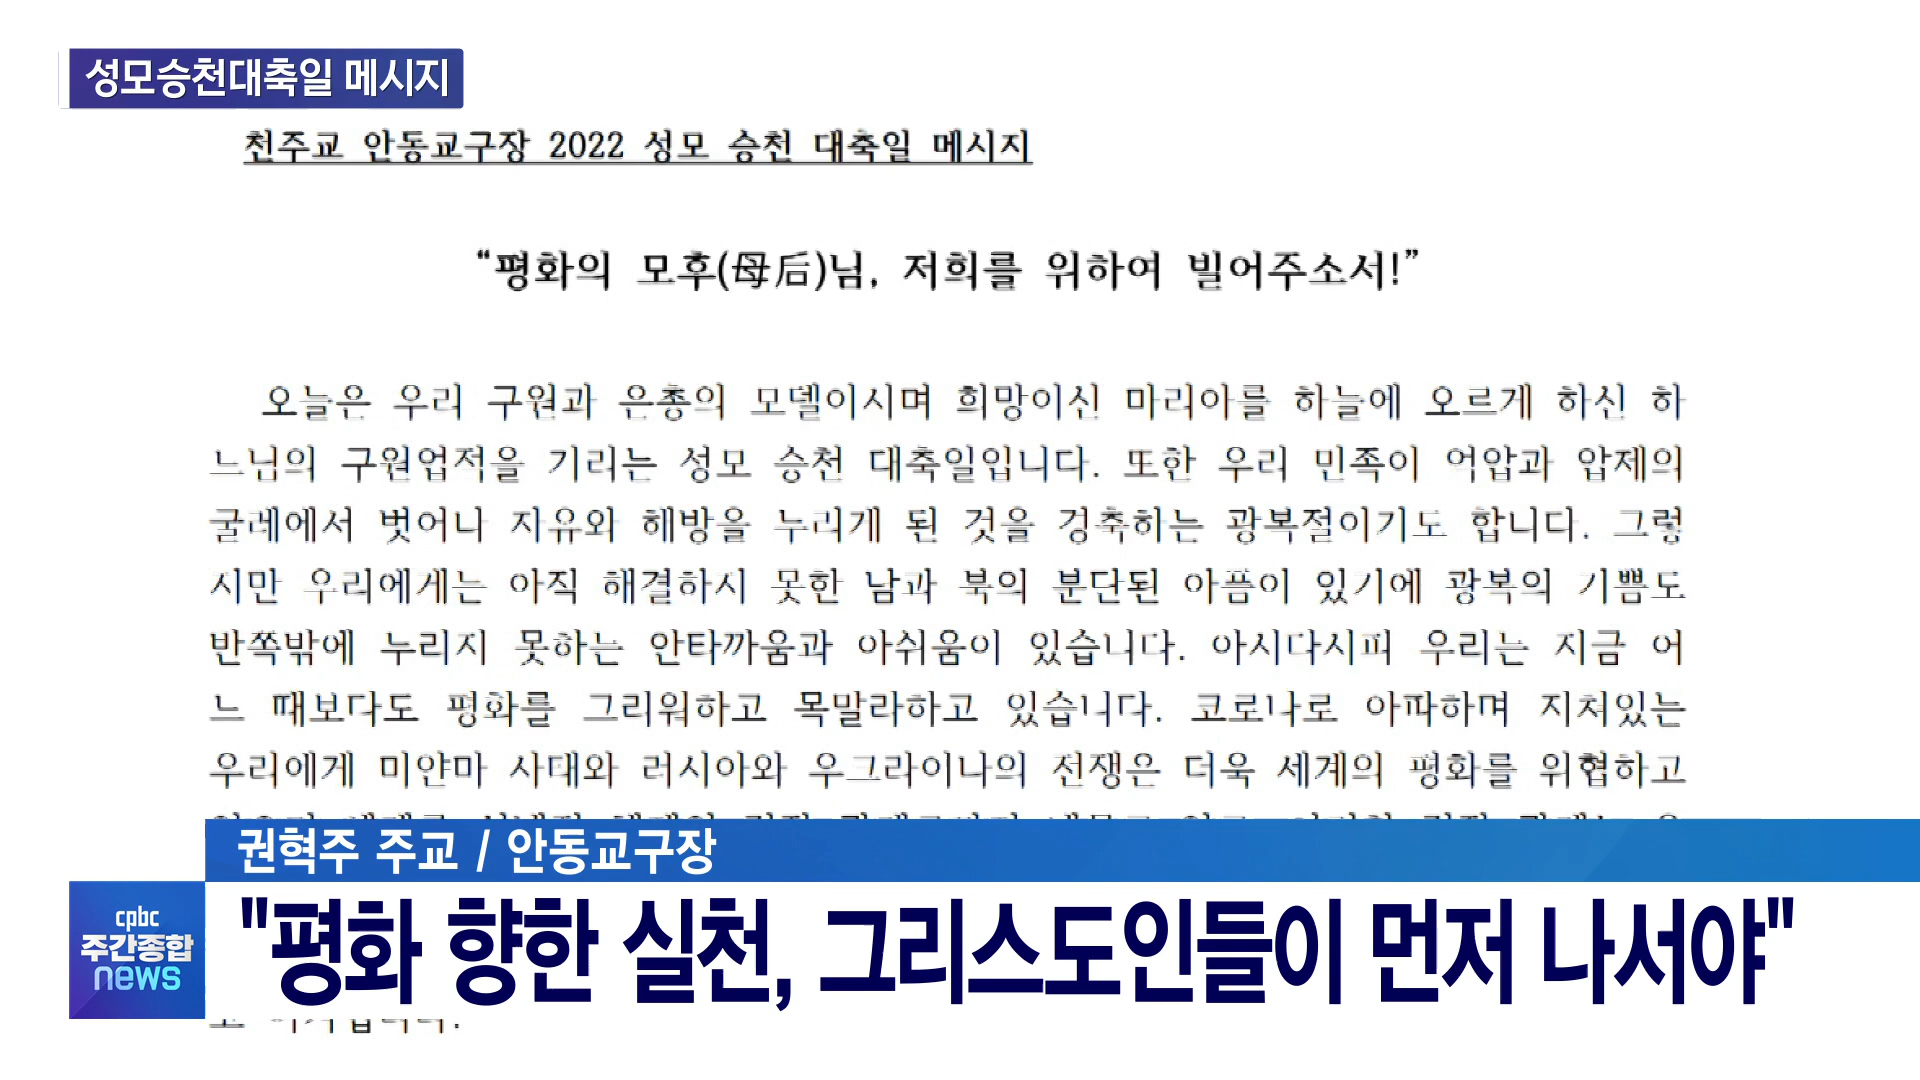 성모승천대축일 메시지
천주교 안동교구장 2022 성모 승천 대축일 메시지
“평화의 모후(母后)님, 저희를 위하여 빌어주소서!”
오늘은 우리 구원과 은총의 모델이시며 희망이신 마리아를 하늘에 오르게 하신 하
느님의 구원업적을 기리는 성모 승천 대축일입니다. 또한 우리 민족이 억압과 압제의
굴레에서 벗어나 자유와 해방을 누리게 된 것을 경축하는 광복절이기도 합니다. 그렇
지만 우리에게는 아직 해결하지 못한 남과 북의 분단된 아픔이 있기에 광복의 기쁨도
반쪽밖에 누리지 못하는 안타까움과 아쉬움이 있습니다. 아시다시피 우리는 지금 어
느 때보다도 평화를 그리워하고 목말라하고 있습니다. 코로나로 아파하며 지쳐있는
우리에게 미얀마 사태와 러시아와 우크라이나의 전쟁은 더욱 세계의 평화를 위협하고
권혁주 주교 / 안동교구장
"평화 향한 실천, 그리스도인들이 먼저 나서야"
cpbc
주간종합
news